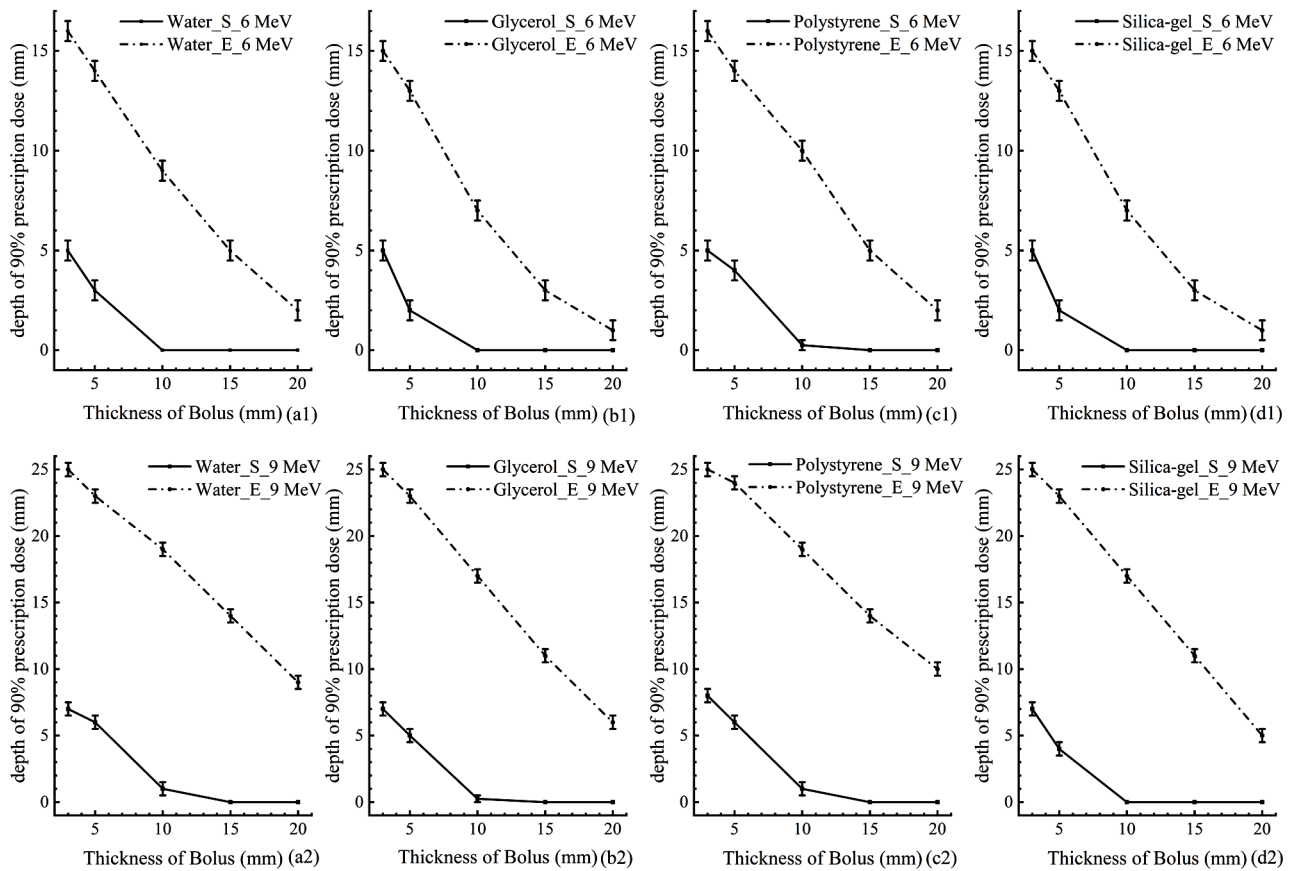 depth of 90% prescription dose (mm)
Water_S_6 MeV
Water_E_6 MeV
15
10
5
0
5 10 15 20
Thickness of Bolus (mm) (a1)
depth of 90% prescription dose (mm)
Glycerol_S_6 MeV
Glycerol_E_6 MeV
15
10
5
0
5 10 15 20
Thickness of Bolus (mm) (b1)
depth of 90% prescription dose (mm)
Polystyrene_S_6 MeV
Polystyrene_E_6 MeV
15
10
5
0
5 10 15 20
Thickness of Bolus (mm) (c1)
depth of 90% prescription dose (mm)
Silica-gel_S_6 MeV
Silica-gel_E_6 MeV
15
10
5
0
5 10 15 20
Thickness of Bolus (mm) (d1)
depth of 90% prescription dose (mm)
Water_S_9 MeV
Water_E_9 MeV
25
20
15
10
5
0
5 10 15 20
Thickness of Bolus (mm) (a2)
depth of 90% prescription dose (mm)
Glycerol_S_9 MeV
Glycerol_E_9 MeV
25
20
15
10
5
0
5 10 15 20
Thickness of Bolus (mm) (b2)
depth of 90% prescription dose (mm)
Polystyrene_S_9 MeV
Polystyrene_E_9 MeV
25
20
15
10
5
0
5 10 15 20
Thickness of Bolus (mm) (c2)
depth of 90% prescription dose (mm)
Silica-gel_S_9 MeV
Silica-gel_E_9 MeV
25
20
15
10
5
0
5 10 15 20
Thickness of Bolus (mm) (d2)